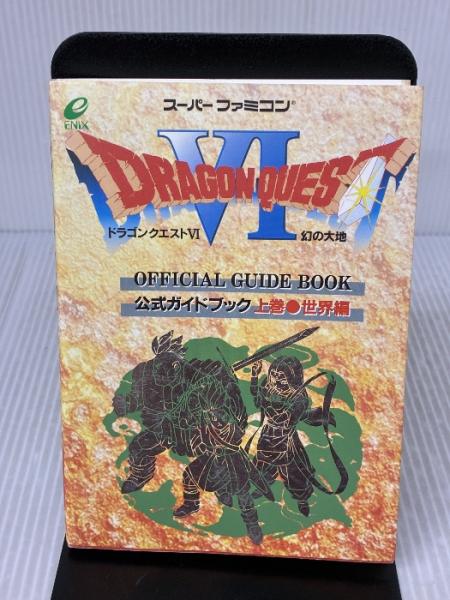 ENIX
スーパーファミコン®
VI
DRAGON QUEST
ドラゴンクエストVI 幻の大地
OFFICIAL GUIDE BOOK
公式ガイドブック 上巻●世界編